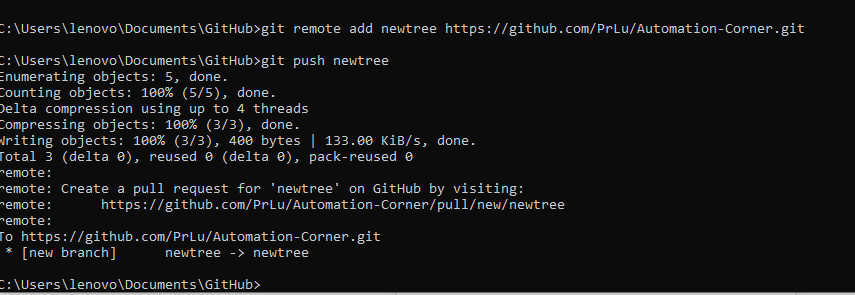 C:\Users\lenovo\Documents\GitHub>git remote add newtree https://github.com/PrLu/Automation-Corner.git
C:\Users\lenovo\Documents\GitHub>git push newtree
Enumerating objects: 5, done.
Counting objects: 100% (5/5), done.
Delta compression using up to 4 threads
Compressing objects: 100% (3/3), done.
Writing objects: 100% (3/3), 400 bytes | 133.00 KiB/s, done.
Total 3 (delta 0), reused 0 (delta 0), pack-reused 0
remote:
remote: Create a pull request for 'newtree' on GitHub by visiting:
remote:      https://github.com/PrLu/Automation-Corner/pull/new/newtree
remote:
To https://github.com/PrLu/Automation-Corner.git
 * [new branch]      newtree -> newtree
C:\Users\lenovo\Documents\GitHub>